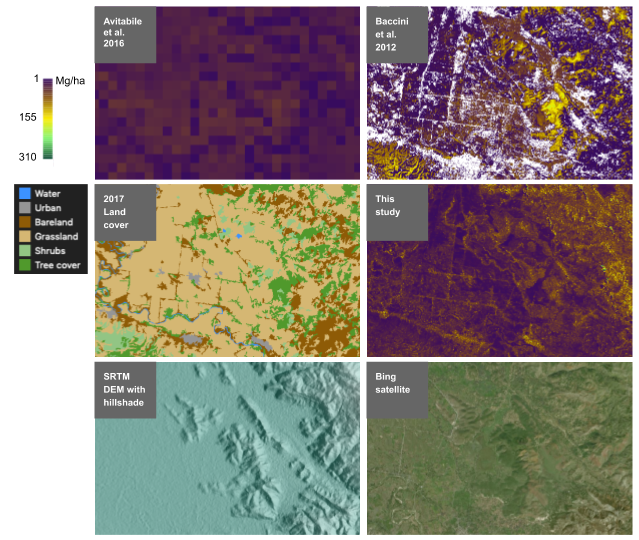 Avitabile
et al.
2016
Baccini
et al.
2012
1
Mg/ha
155
310
2017
Land
cover
This
study
Water
Urban
Bareland
Grassland
Shrubs
Tree cover
SRTM
DEM with
hillshade
Bing
satellite